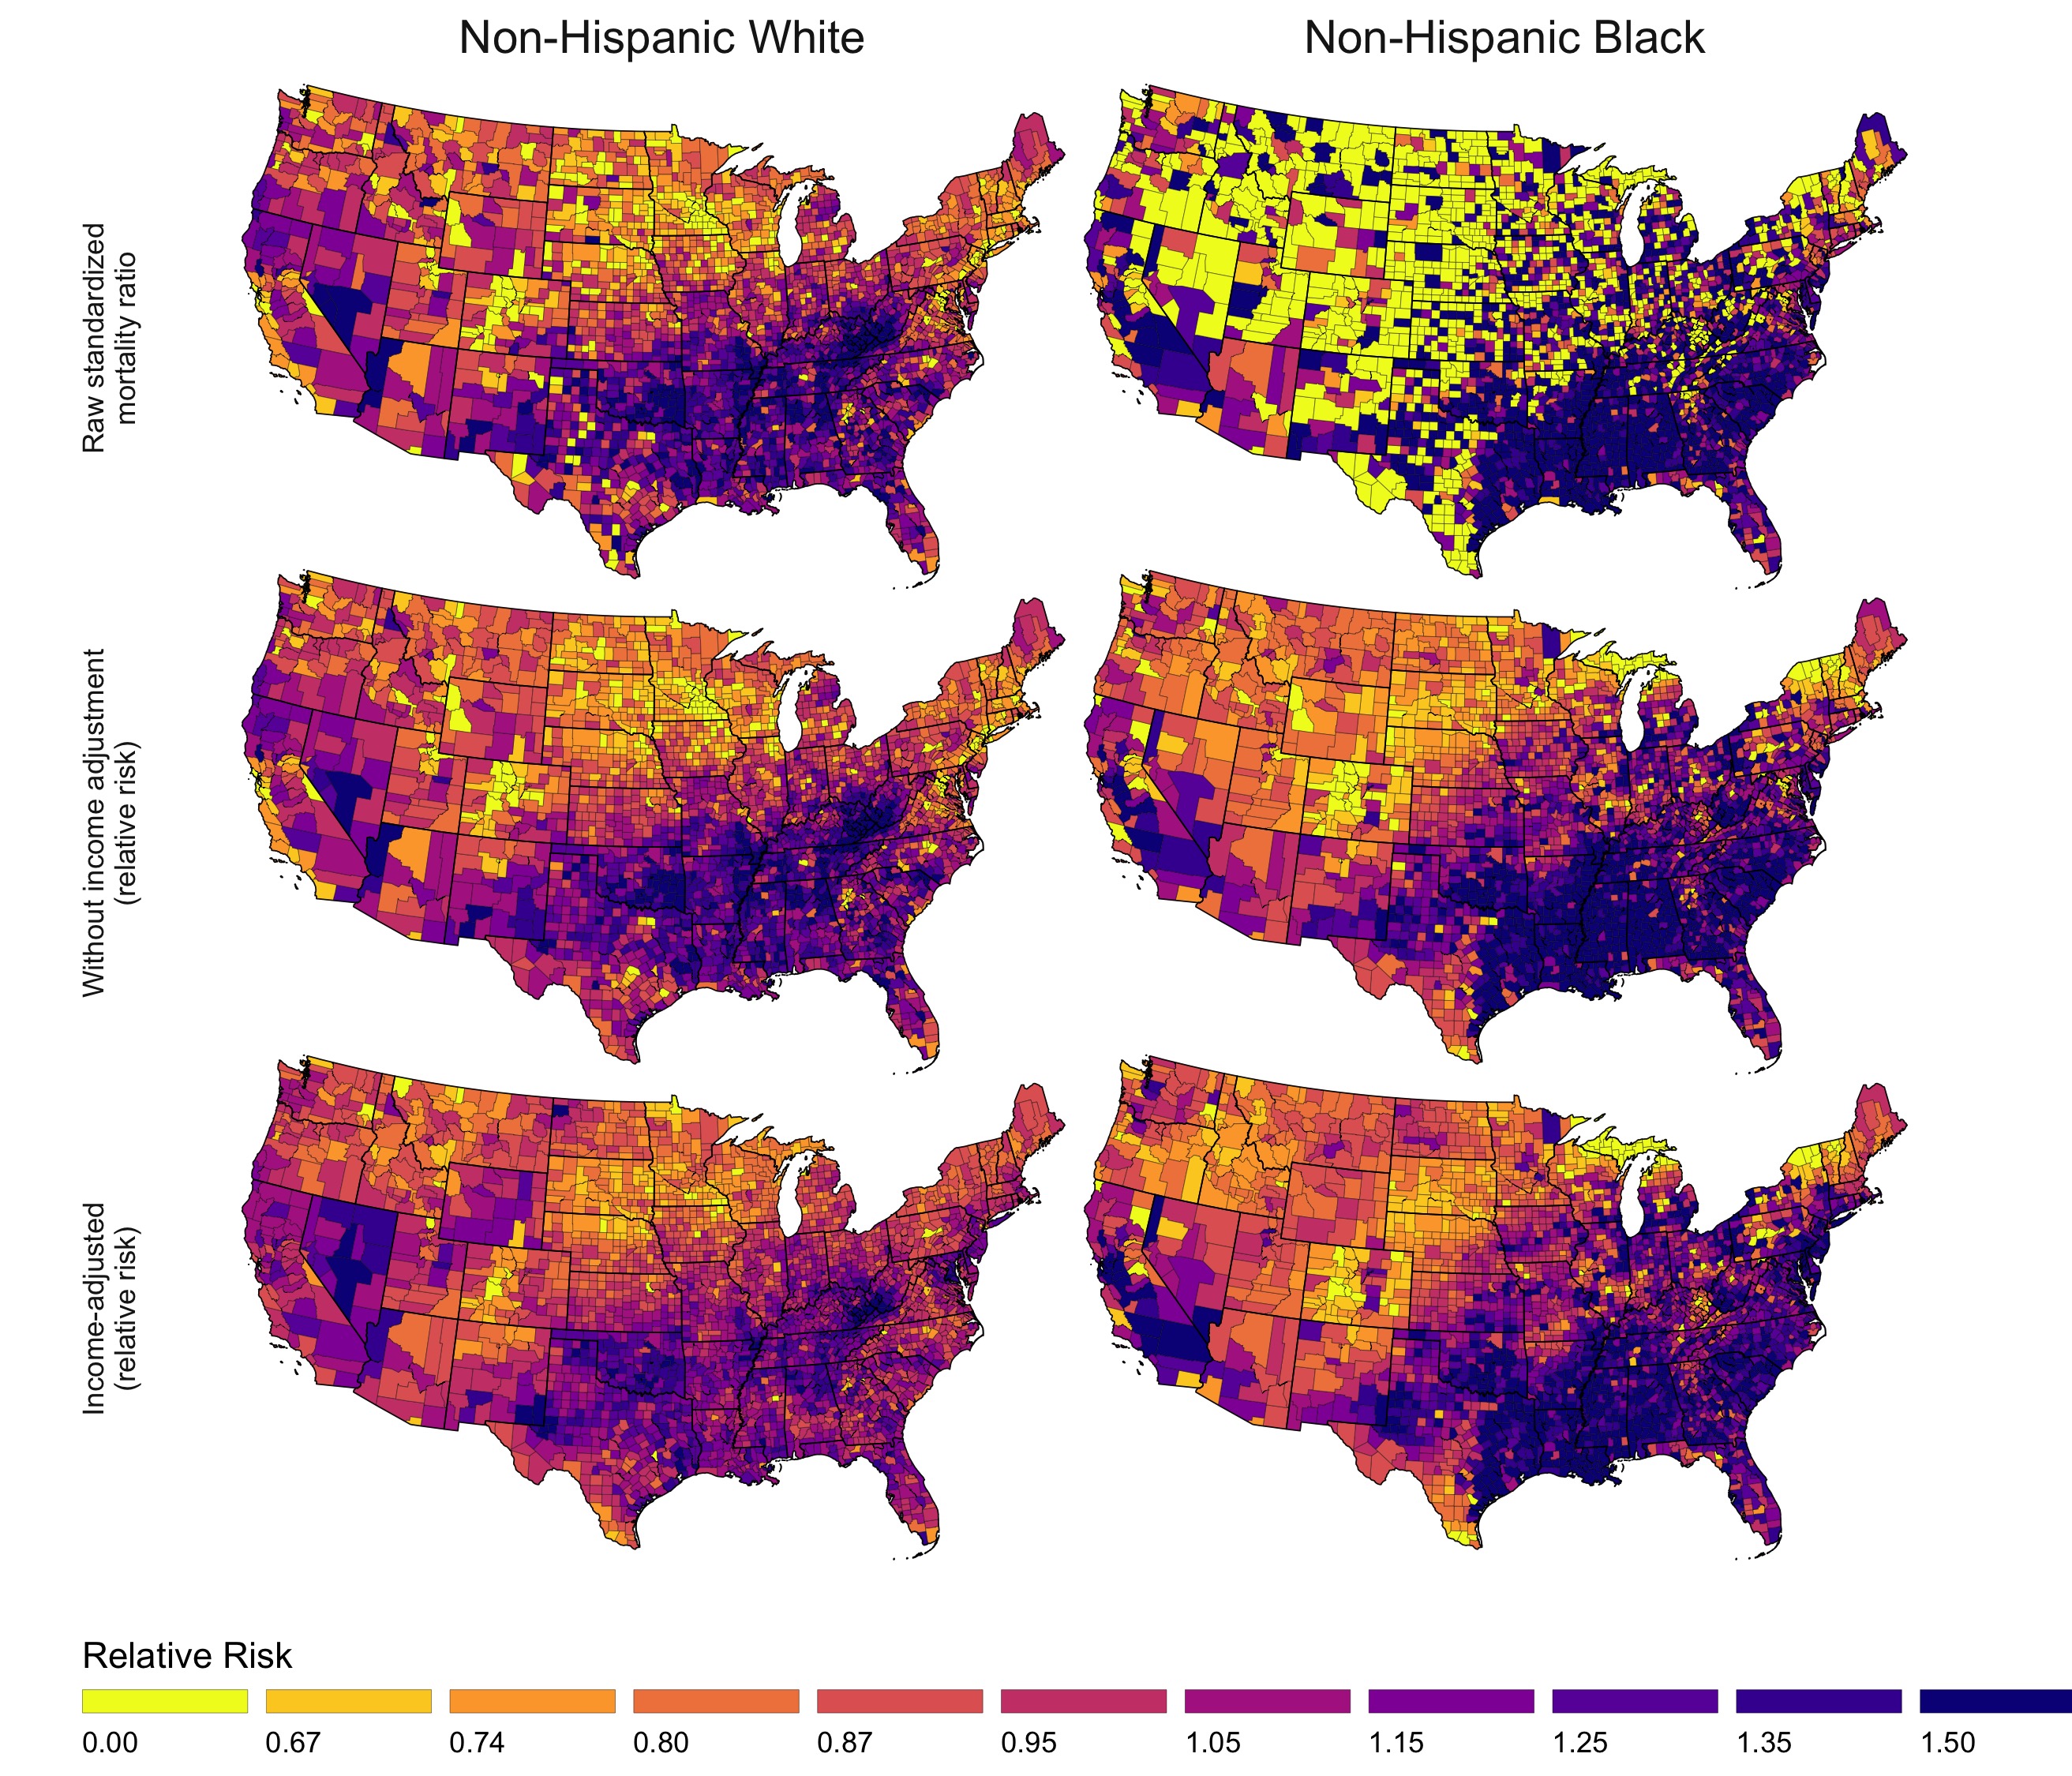 Non-Hispanic White
Non-Hispanic Black
Raw standardized
mortality ratio
Without income adjustment
(relative risk)
Income-adjusted
(relative risk)
Relative Risk
0.00 0.67 0.74 0.80 0.87 0.95 1.05 1.15 1.25 1.35 1.50